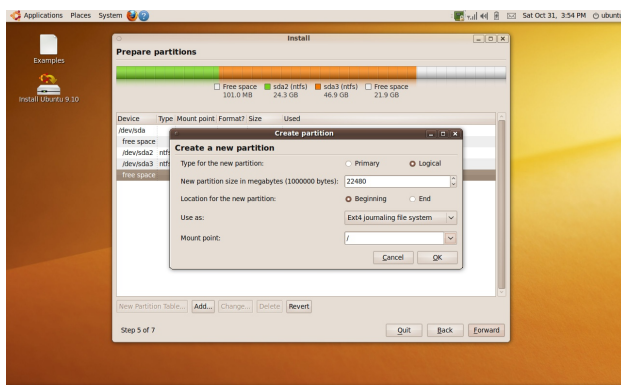 Applications Places System
Sat Oct 31, 3:54 PM ubuntu
Examples
Install Ubuntu 9.10
Install
Prepare partitions
Free space sda2 (ntfs) sda3 (ntfs) Free space
101.0 MB 24.3 GB 46.9 GB 21.9 GB
Device Type Mount point Format? Size Used
/dev/sda
free space
/dev/sda2 ntfs
/dev/sda3 ntfs
free space
Create partition
Create a new partition
Type for the new partition: Primary Logical
New partition size in megabytes (1000000 bytes): 22480
Location for the new partition: Beginning End
Use as: Ext4 journaling file system
Mount point: /
Cancel OK
New Partition Table... Add... Change... Delete Revert
Step 5 of 7 Quit Back Forward